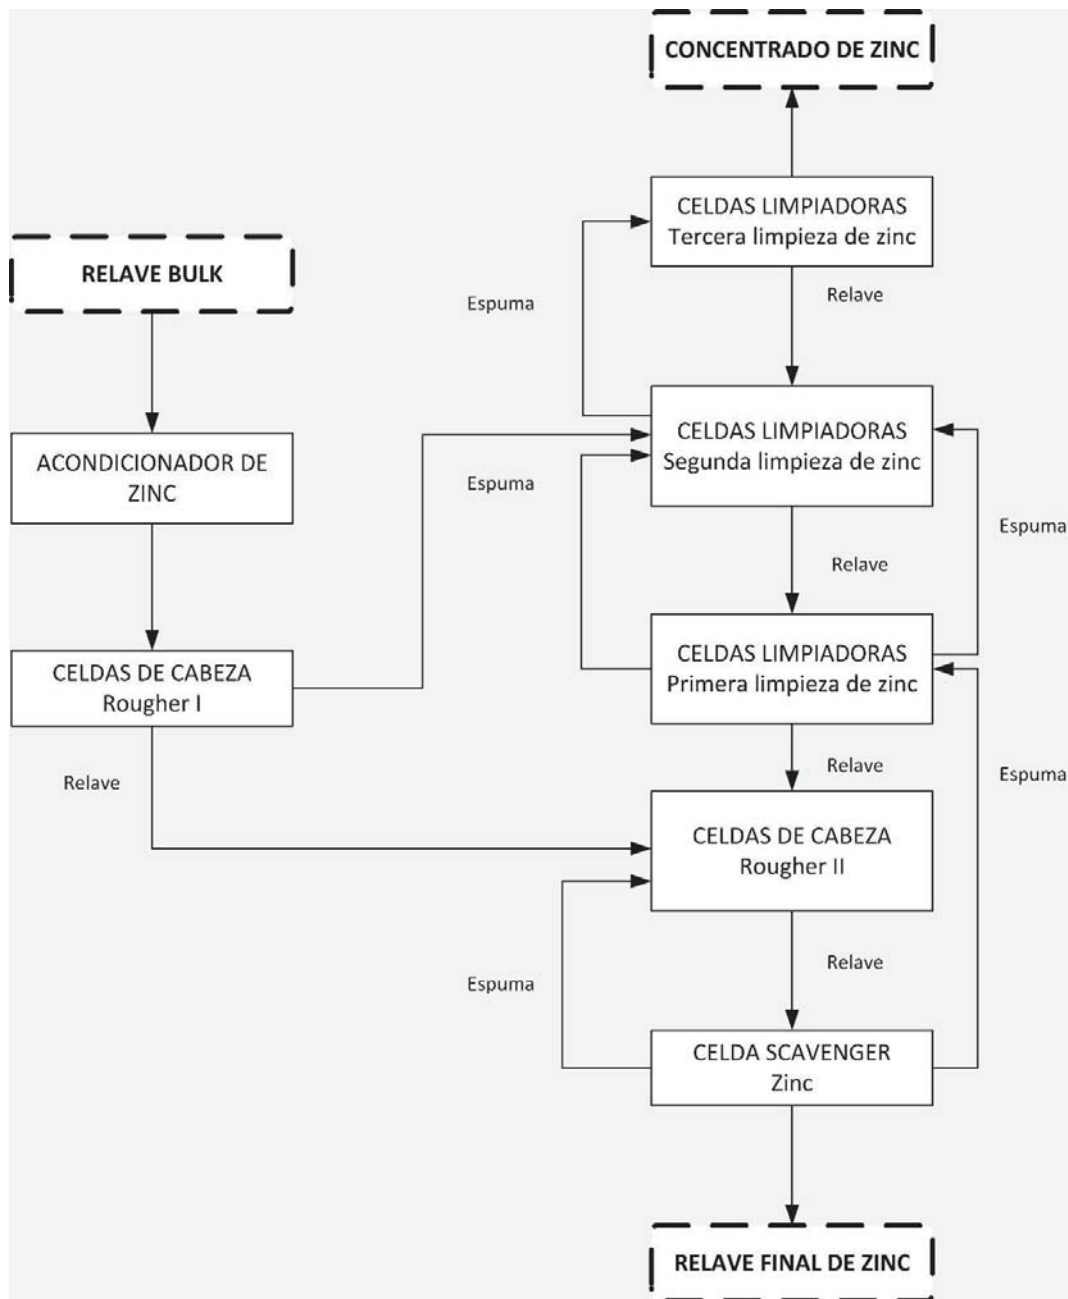 CONCENTRADO DE ZINC
CELDAS LIMPIADORAS
Tercera limpieza de zinc
RELAVE BULK
Espuma
Relave
CELDAS LIMPIADORAS
Segunda limpieza de zinc
ACONDICIONADOR DE
ZINC
Espuma
Espuma
Relave
CELDAS DE CABEZA
Rougher I
CELDAS LIMPIADORAS
Primera limpieza de zinc
Relave
Relave
Espuma
CELDAS DE CABEZA
Rougher II
Relave
Espuma
CELDA SCAVENGER
Zinc
RELAVE FINAL DE ZINC